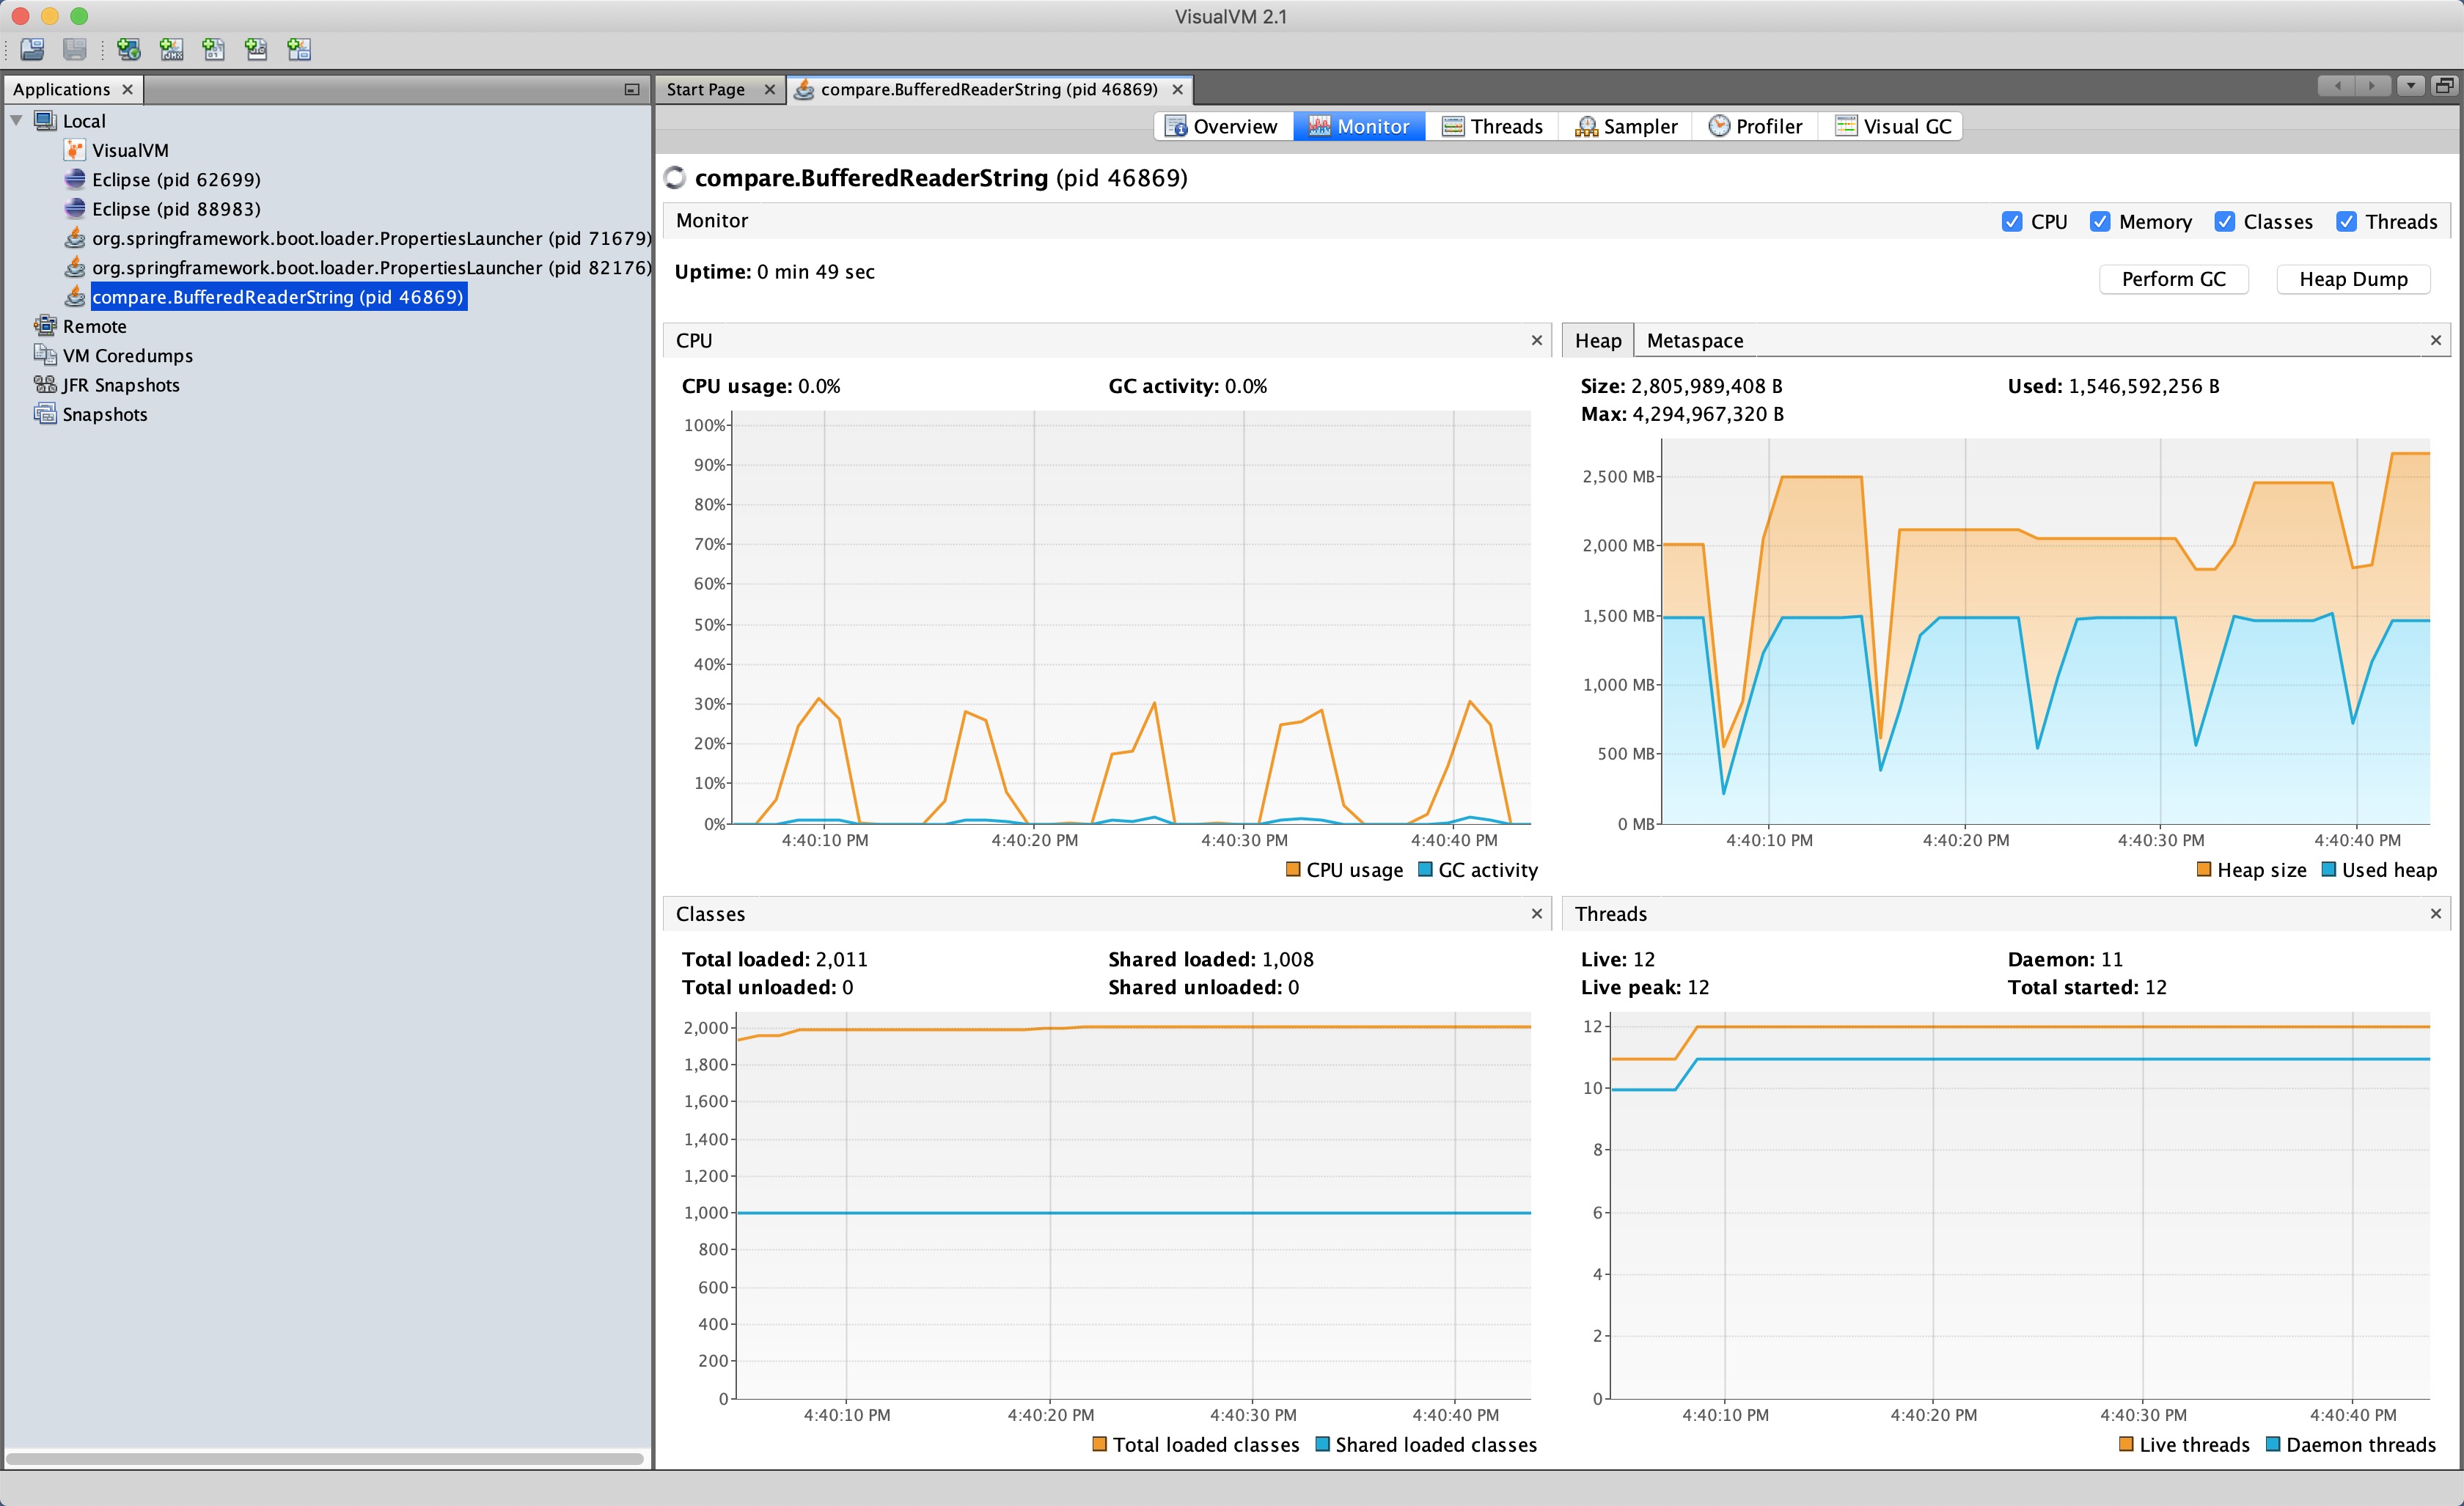 VisualVM 2.1
Applications
Start Page
compare.BufferedReaderString (pid 46869)
Local
VisualVM
Eclipse (pid 62699)
Eclipse (pid 88983)
org.springframework.boot.loader.PropertiesLauncher (pid 71679)
org.springframework.boot.loader.PropertiesLauncher (pid 82176)
compare.BufferedReaderString (pid 46869)
Remote
VM Coredumps
JFR Snapshots
Snapshots
Overview Monitor Threads Sampler Profiler Visual GC
compare.BufferedReaderString (pid 46869)
Monitor
CPU Memory Classes Threads
Uptime: 0 min 49 sec
Perform GC Heap Dump
CPU
CPU usage: 0.0% GC activity: 0.0%
100%
90%
80%
70%
60%
50%
40%
30%
20%
10%
0%
4:40:10 PM 4:40:20 PM 4:40:30 PM 4:40:40 PM
CPU usage GC activity
Heap Metaspace
Size: 2,805,989,408 B Used: 1,546,592,256 B
Max: 4,294,967,320 B
2,500 MB
2,000 MB
1,500 MB
1,000 MB
500 MB
0 MB
4:40:10 PM 4:40:20 PM 4:40:30 PM 4:40:40 PM
Heap size Used heap
Classes
Total loaded: 2,011 Shared loaded: 1,008
Total unloaded: 0 Shared unloaded: 0
2,000
1,800
1,600
1,400
1,200
1,000
800
600
400
200
0
4:40:10 PM 4:40:20 PM 4:40:30 PM 4:40:40 PM
Total loaded classes Shared loaded classes
Threads
Live: 12 Daemon: 11
Live peak: 12 Total started: 12
12
10
8
6
4
2
0
4:40:10 PM 4:40:20 PM 4:40:30 PM 4:40:40 PM
Live threads Daemon threads